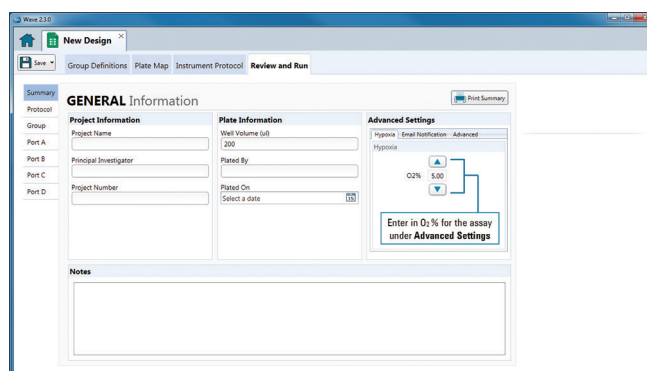 Wave 2.3.0
New Design
Save
Group Definitions Plate Map Instrument Protocol Review and Run
Summary
Protocol
Group
Port A
Port B
Port C
Port D
GENERAL Information
Print Summary
Project Information
Project Name
Principal Investigator
Project Number
Plate Information
Well Volume (ul)
200
Plated By
Plated On
Select a date
15
Advanced Settings
Hypoxia Email Notification Advanced
Hypoxia
O2% 5.00
Enter in O2 % for the assay
under Advanced Settings
Notes